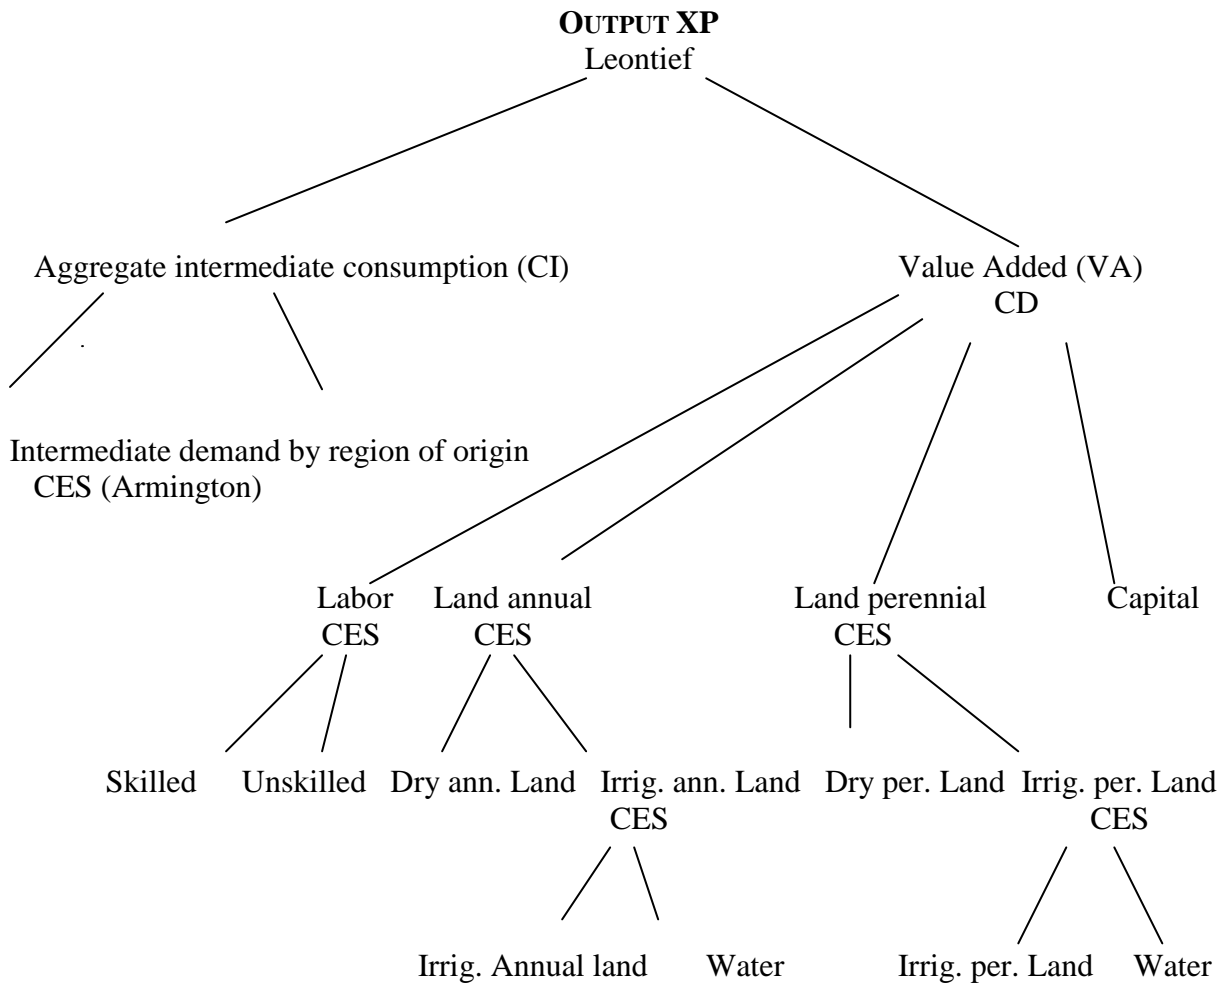 OUTPUT XP
Leontief
Aggregate intermediate consumption (CI)
Value Added (VA)
CD
Intermediate demand by region of origin
CES (Armington)
Labor
CES
Land annual
CES
Land perennial
CES
Capital
Skilled
Unskilled
Dry ann. Land
Irrig. ann. Land
CES
Dry per. Land
Irrig. per. Land
CES
Irrig. Annual land
Water
Irrig. per. Land
Water